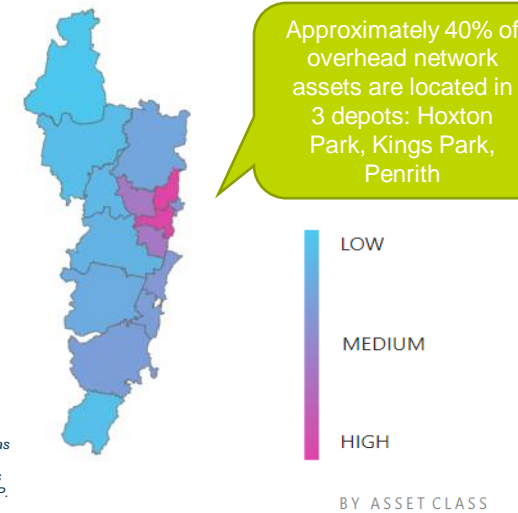 Approximately 40% of
overhead network
assets are located in
3 depots: Hoxton
Park, Kings Park,
Penrith
LOW
MEDIUM
HIGH
as
P.
BY ASSET CLASS